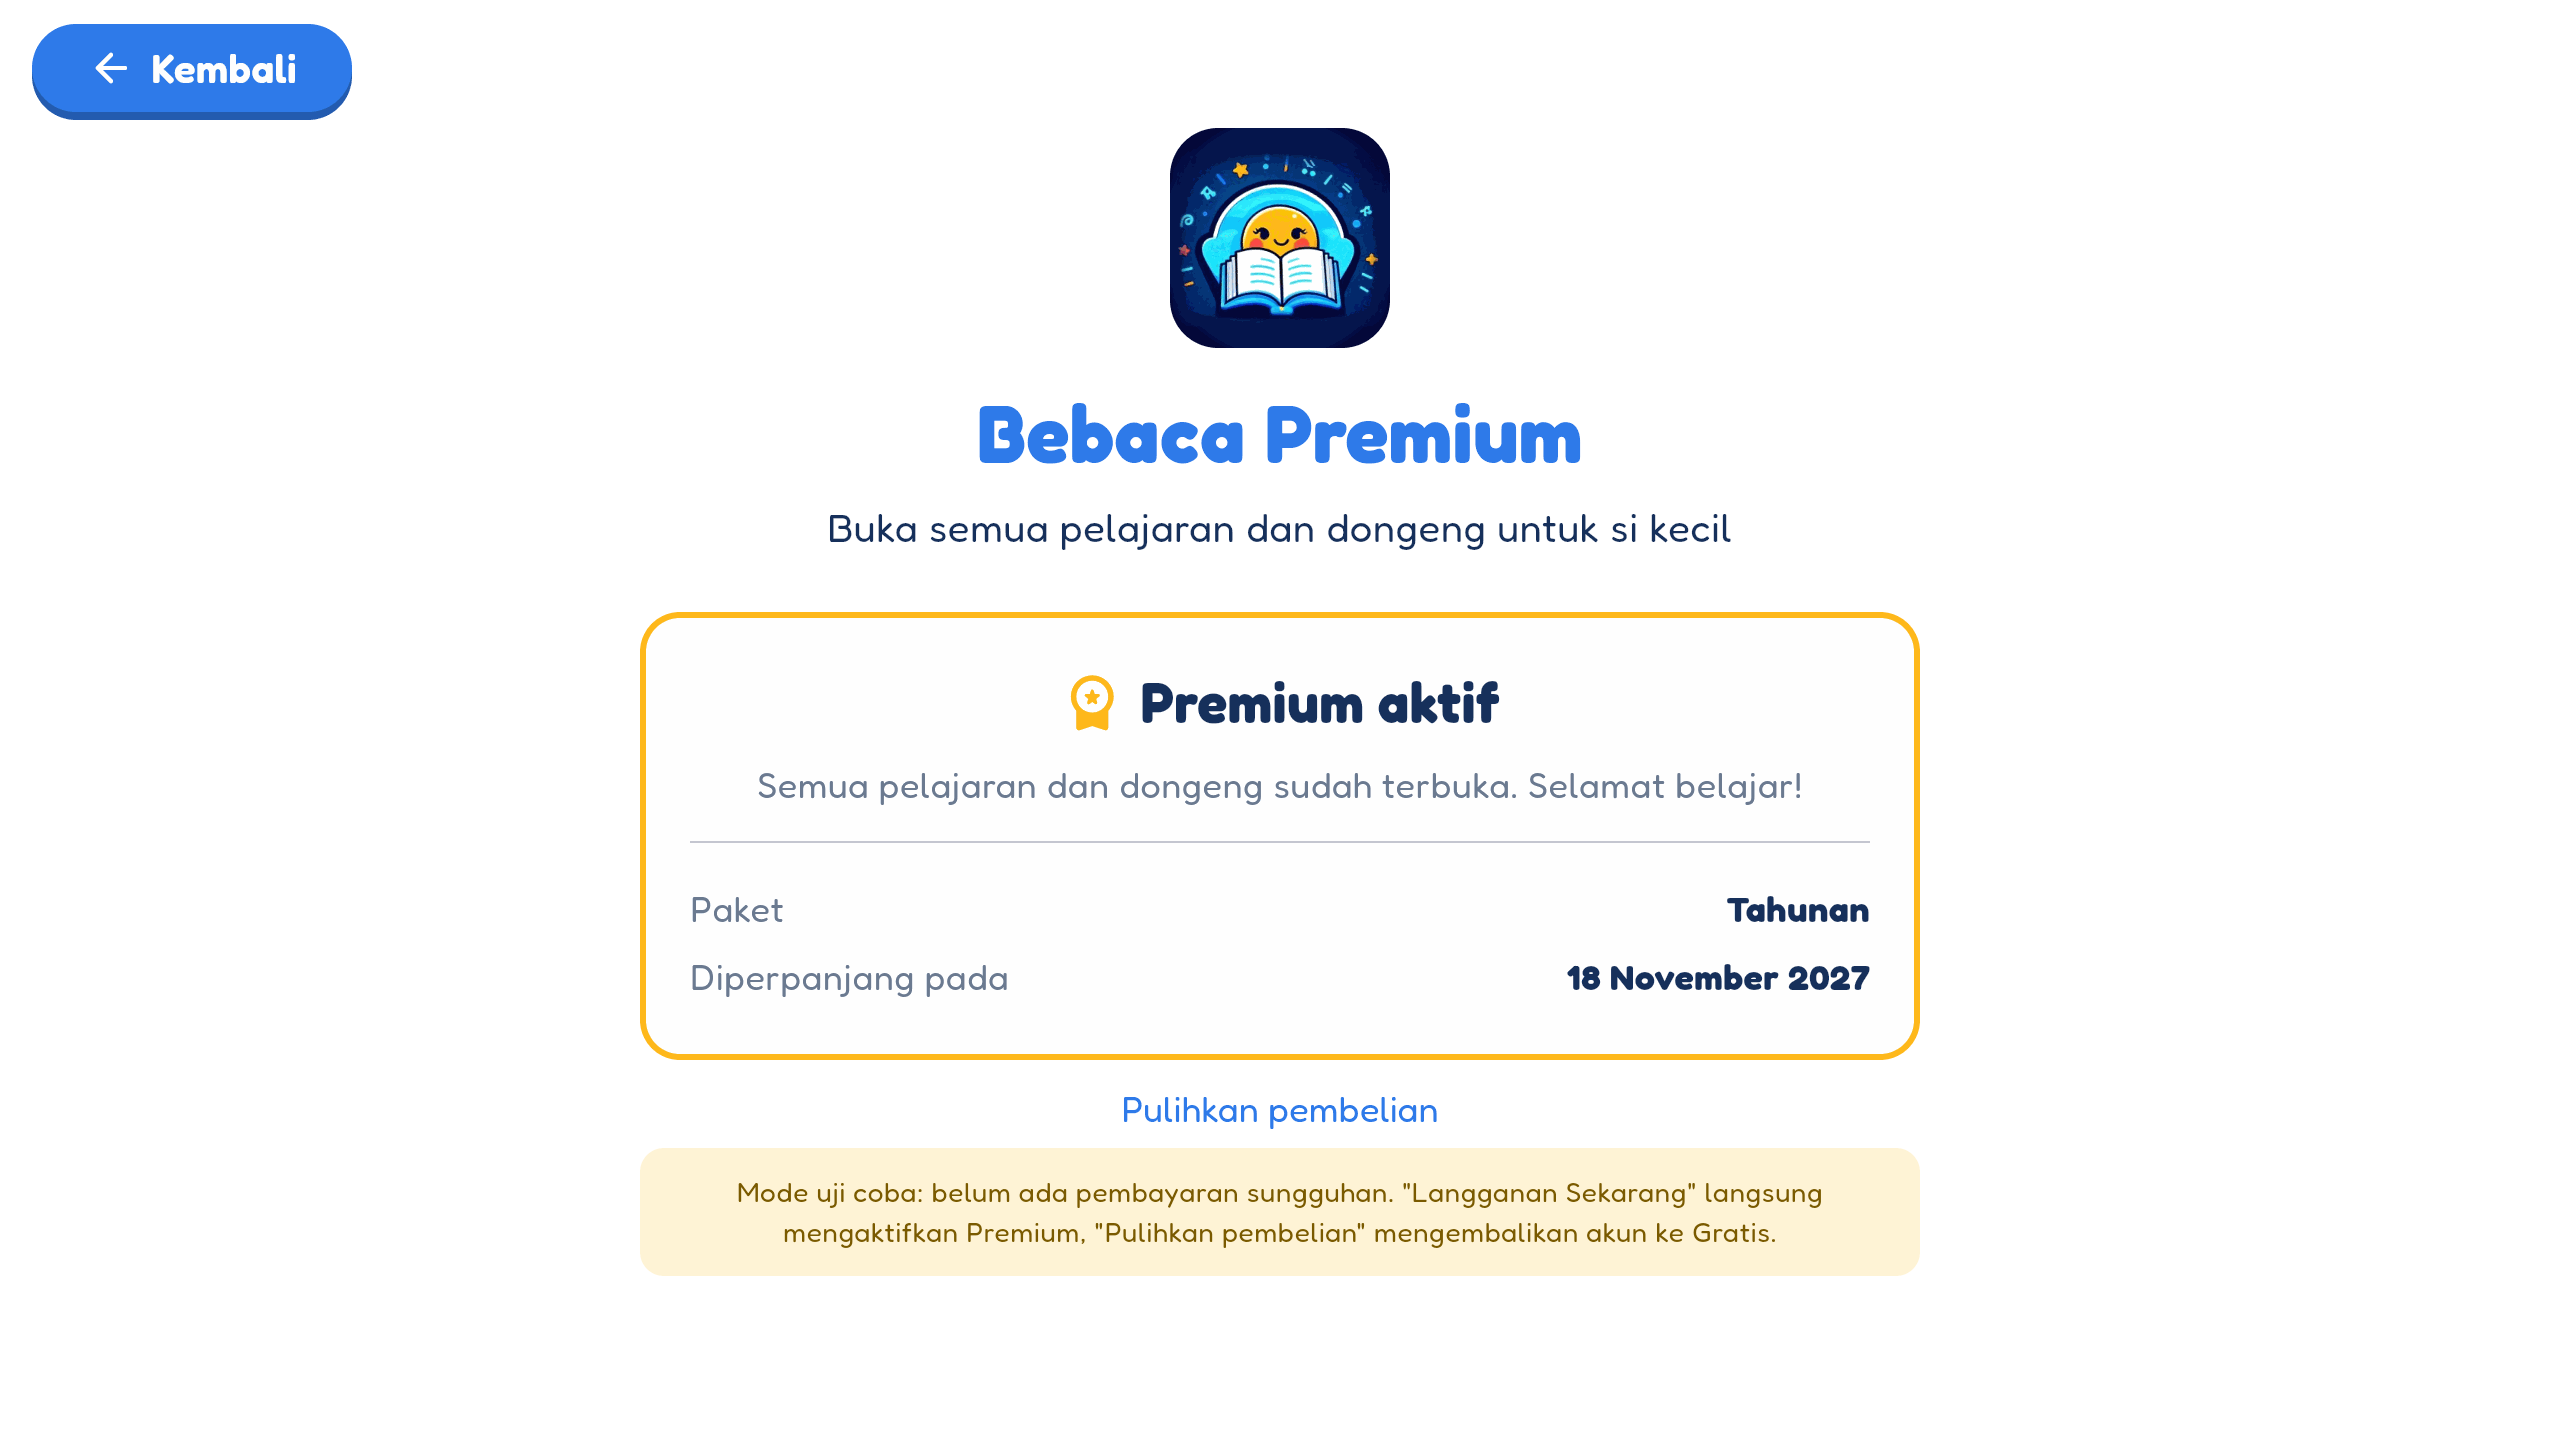 Kembali
Bebaca Premium
Buka semua pelajaran dan dongeng untuk si kecil
Premium aktif
Semua pelajaran dan dongeng sudah terbuka. Selamat belajar!
Paket Tahunan
Diperpanjang pada 18 November 2027
Pulihkan pembelian
Mode uji coba: belum ada pembayaran sungguhan. "Langganan Sekarang" langsung
mengaktifkan Premium, "Pulihkan pembelian" mengembalikan akun ke Gratis.